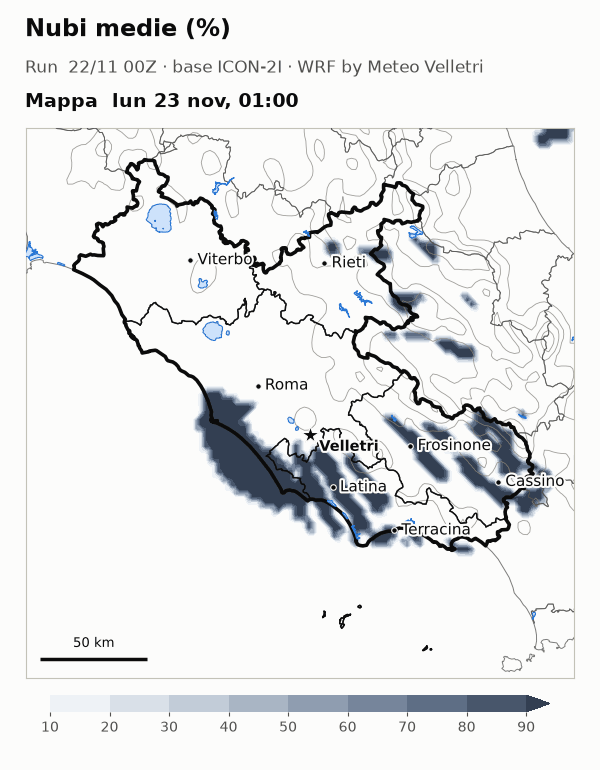 Nubi medie (%)
Run  22/11 00Z · base ICON-2I · WRF by Meteo Velletri
Mappa  lun 23 nov, 01:00
Viterbo
Rieti
Roma
Velletri
Frosinone
Latina
Cassino
Terracina
50 km
10 20 30 40 50 60 70 80 90